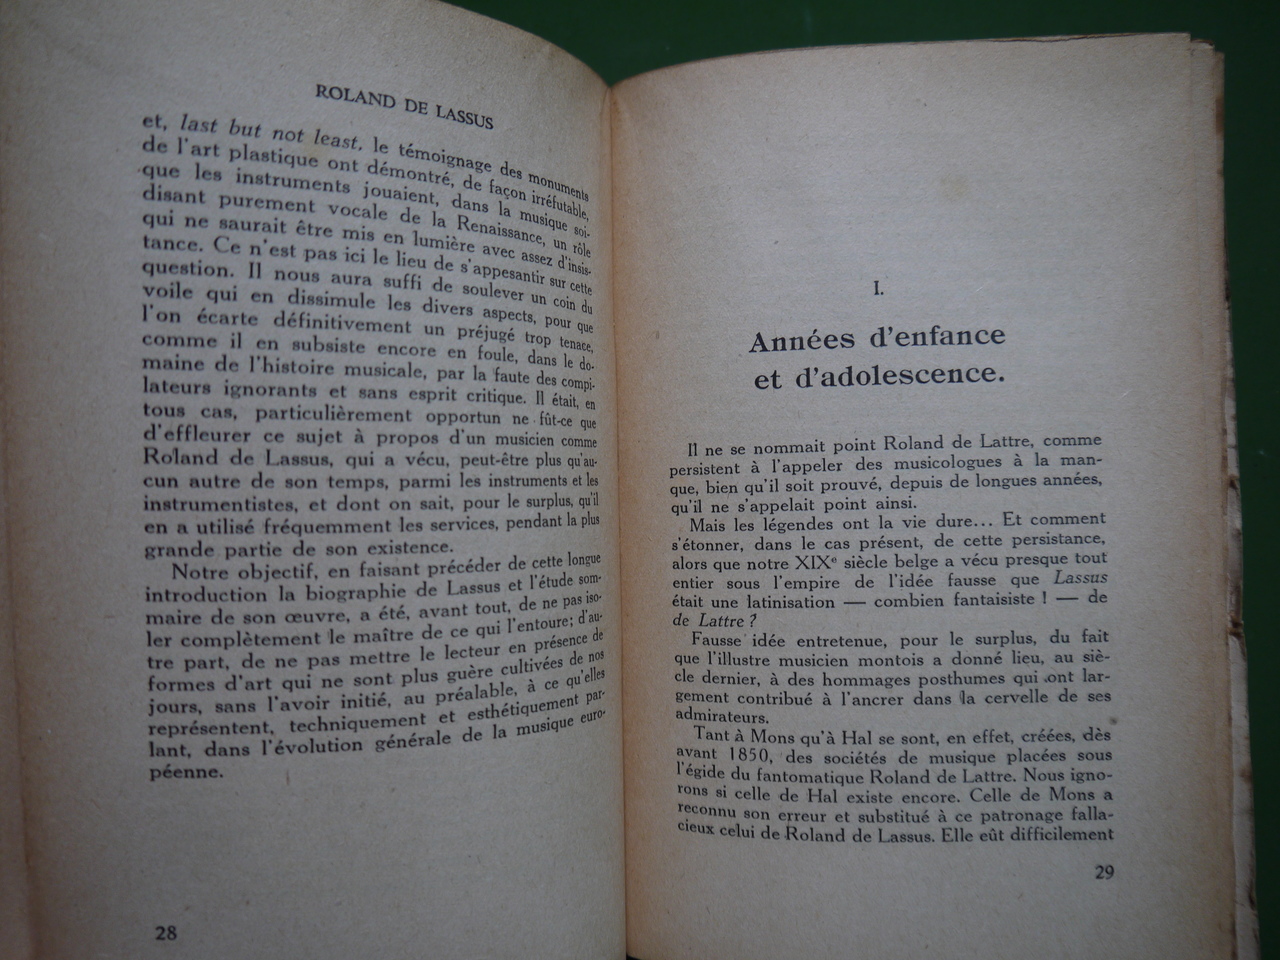 ROLAND DE LASSUS
et, last but not least, le témoignage des monuments
de l'art plastique ont démontré, de façon irréfutable,
que les instruments jouaient, dans la musique soi-
disant purement vocale de la Renaissance, un rôle
qui ne saurait être mis en lumière avec assez d'insis-
tance. Ce n'est pas ici le lieu de s'appesantir sur cette
question. Il nous aura suffi de soulever un coin du
voile qui en dissimule les divers aspects, pour que
l'on écarte définitivement un préjugé trop tenace,
comme il en subsiste encore en foule, dans le do-
maine de l'histoire musicale, par la faute des compi-
lateurs ignorants et sans esprit critique. Il était, en
tous cas, particulièrement opportun ne fût-ce que
d'effleurer ce sujet à propos d'un musicien comme
Roland de Lassus, qui a vécu, peut-être plus qu'au-
cun autre de son temps, parmi les instruments et les
instrumentistes, et dont on sait, pour le surplus, qu'il
en a utilisé fréquemment les services, pendant la plus
grande partie de son existence.
Notre objectif, en faisant précéder de cette longue
introduction la biographie de Lassus et l'étude som-
maire de son œuvre, a été, avant tout, de ne pas iso-
ler complètement le maître de ce qui l'entoure; d'au-
tre part, de ne pas mettre le lecteur en présence de
formes d'art qui ne sont plus guère cultivées de nos
jours, sans l'avoir initié, au préalable, à ce qu'elles
représentent, techniquement et esthétiquement par-
lant, dans l'évolution générale de la musique euro-
péenne.
28
I.
Années d'enfance
et d'adolescence.
Il ne se nommait point Roland de Lattre, comme
persistent à l'appeler des musicologues à la man-
que, bien qu'il soit prouvé, depuis de longues années,
qu'il ne s'appelait point ainsi.
Mais les légendes ont la vie dure... Et comment
s'étonner, dans le cas présent, de cette persistance,
alors que notre XIXe siècle belge a vécu presque tout
entier sous l'empire de l'idée fausse que Lassus
était une latinisation — combien fantaisiste ! — de
de Lattre ?
Fausse idée entretenue, pour le surplus, du fait
que l'illustre musicien montois a donné lieu, au siè-
cle dernier, à des hommages posthumes qui ont lar-
gement contribué à l'ancrer dans la cervelle de ses
admirateurs.
Tant à Mons qu'à Hal se sont, en effet, créées, dès
avant 1850, des sociétés de musique placées sous
l'égide du fantomatique Roland de Lattre. Nous igno-
rons si celle de Hal existe encore. Celle de Mons a
reconnu son erreur et substitué à ce patronage falla-
cieux celui de Roland de Lassus. Elle eût difficilement
29